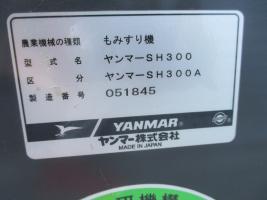 農業機械の種類 もみすり機
型式名 ヤンマーSH300
区分 ヤンマーSH300A
製造番号 051845
YANMAR
ヤンマー株式会社
MADE IN JAPAN